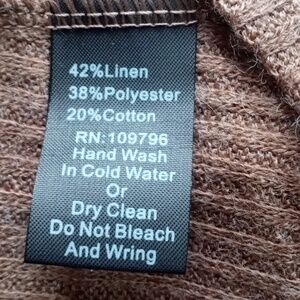 42%Linen
38%Polyester
20%Cotton
RN:109796
Hand Wash
In Cold Water
Or
Dry Clean
Do Not Bleach
And Wring